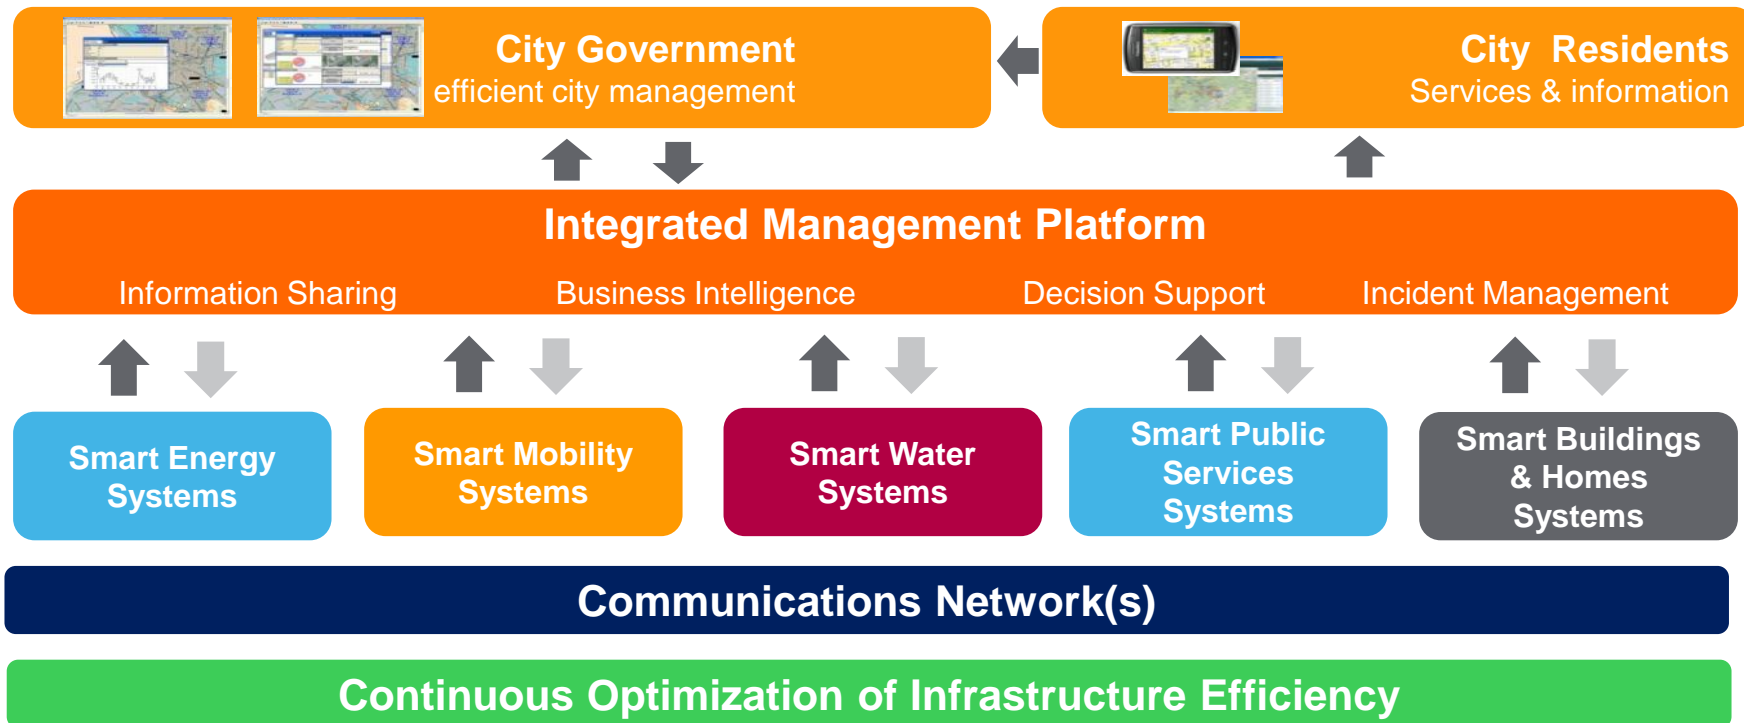 City Government
efficient city management
City Residents
Services & information
Integrated Management Platform
Information Sharing
Business Intelligence
Decision Support
Incident Management
Smart Energy
Systems
Smart Mobility
Systems
Smart Water
Systems
Smart Public
Services
Systems
Smart Buildings
& Homes
Systems
Communications Network(s)
Continuous Optimization of Infrastructure Efficiency